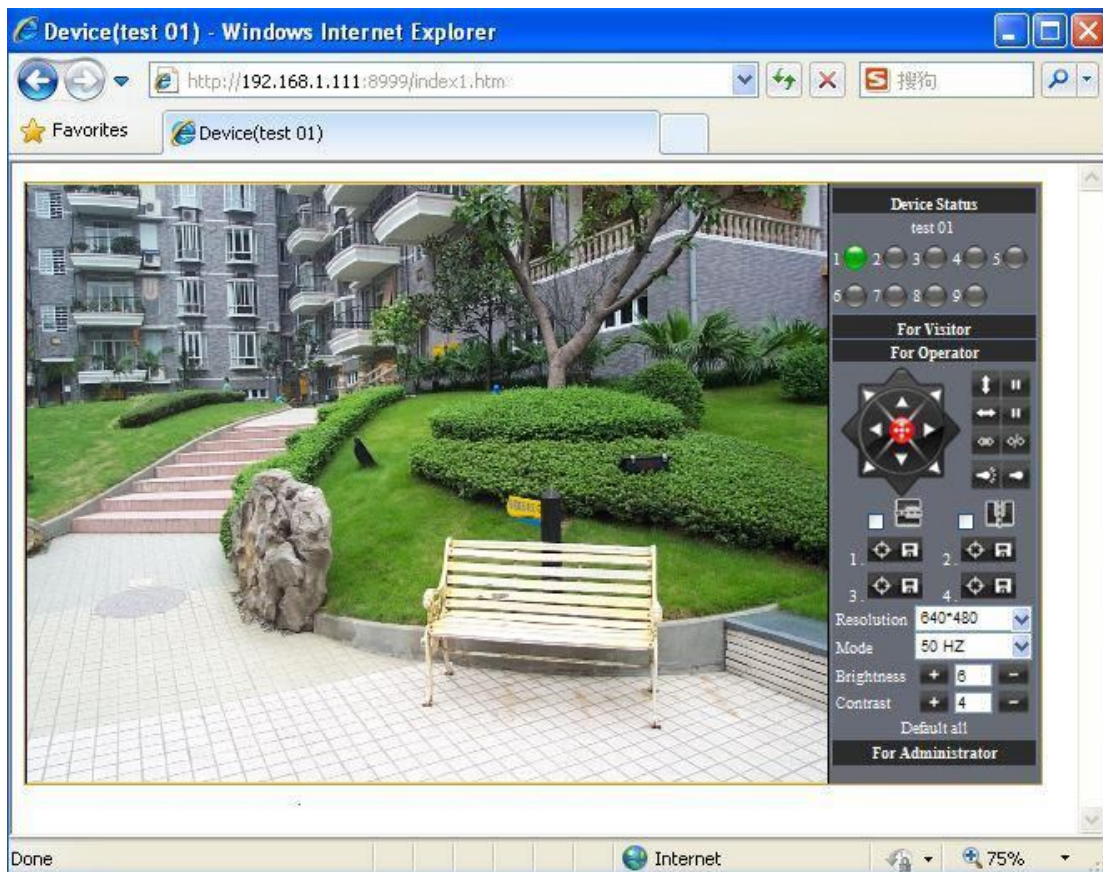 Device(test 01) - Windows Internet Explorer
http://192.168.1.111:8999/index1.htm
搜狗
Favorites
Device(test 01)
Device Status
test 01
1 2 3 4 5
6 7 8 9
For Visitor
For Operator
1. 2.
3. 4.
Resolution 640*480
Mode 50 HZ
Brightness + 6 -
Contrast + 4 -
Default all
For Administrator
Done Internet 75%